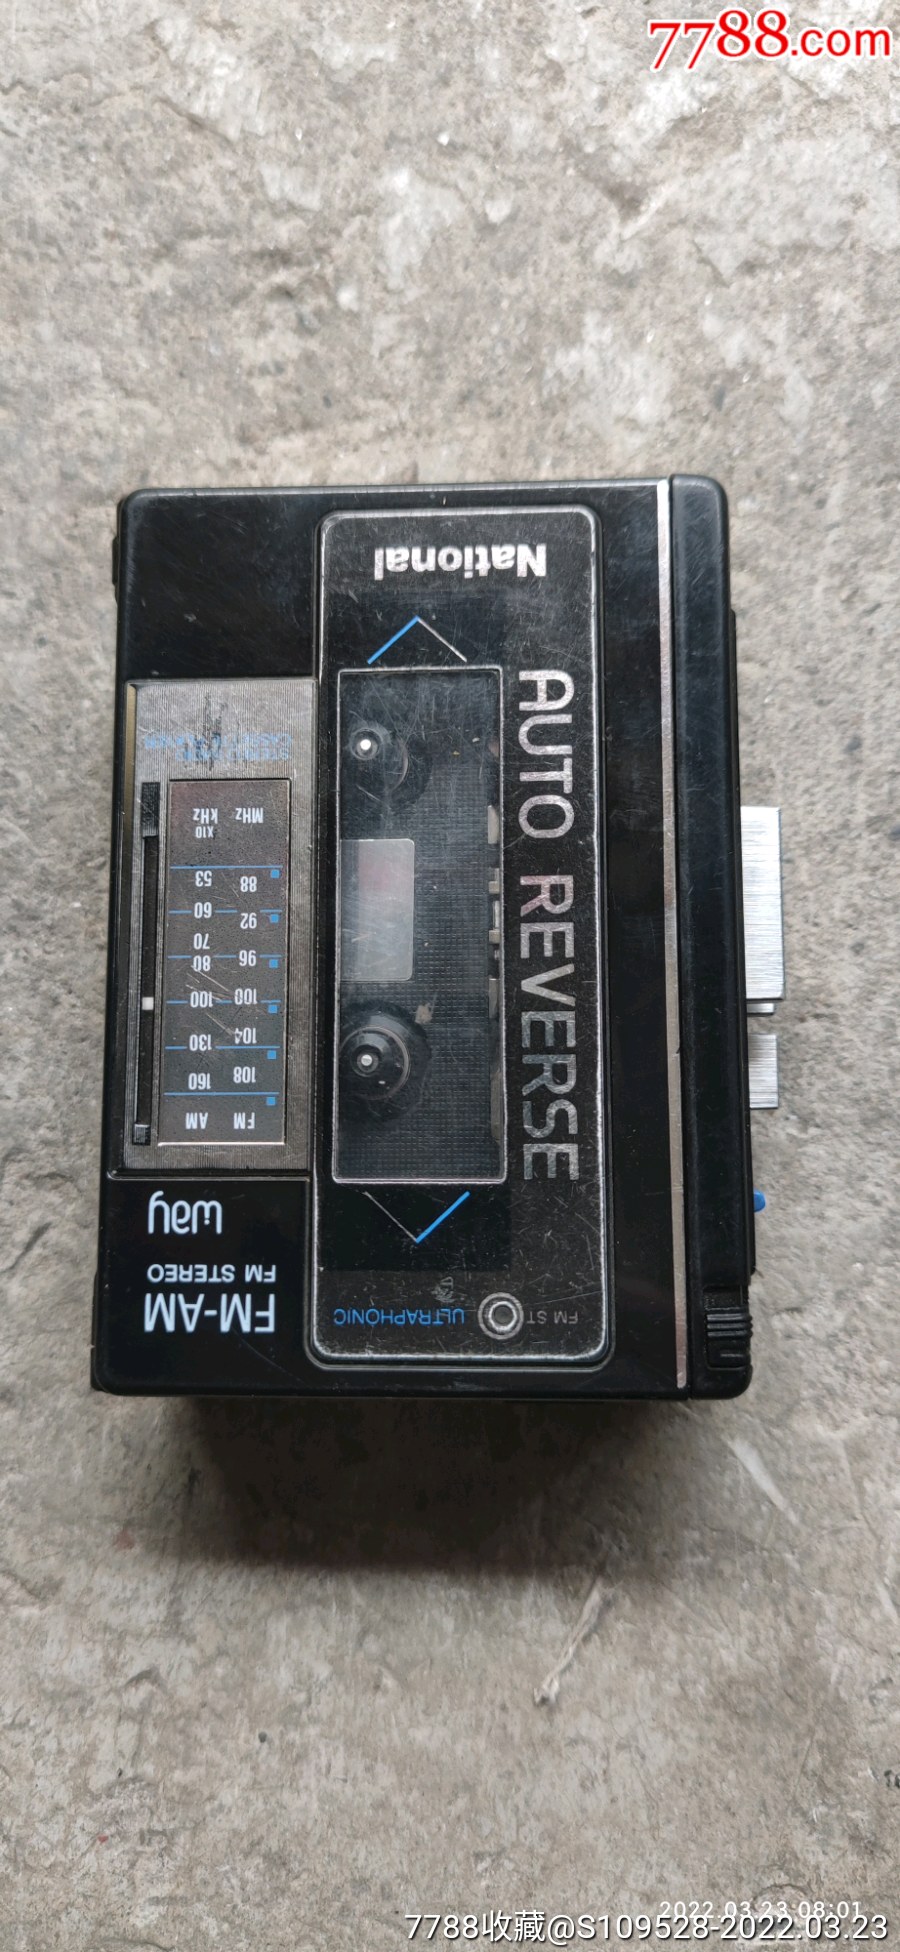 7788.com
National
AUTO REVERSE
MHz
kHz
X10
88
53
92
60
70
96
80
100
100
104
130
108
160
FM
AM
way
FM-AM
FM STEREO
FM ST
ULTRAPHONIC
2022.03.23 08:01
7788收藏@S109528-2022.03.23